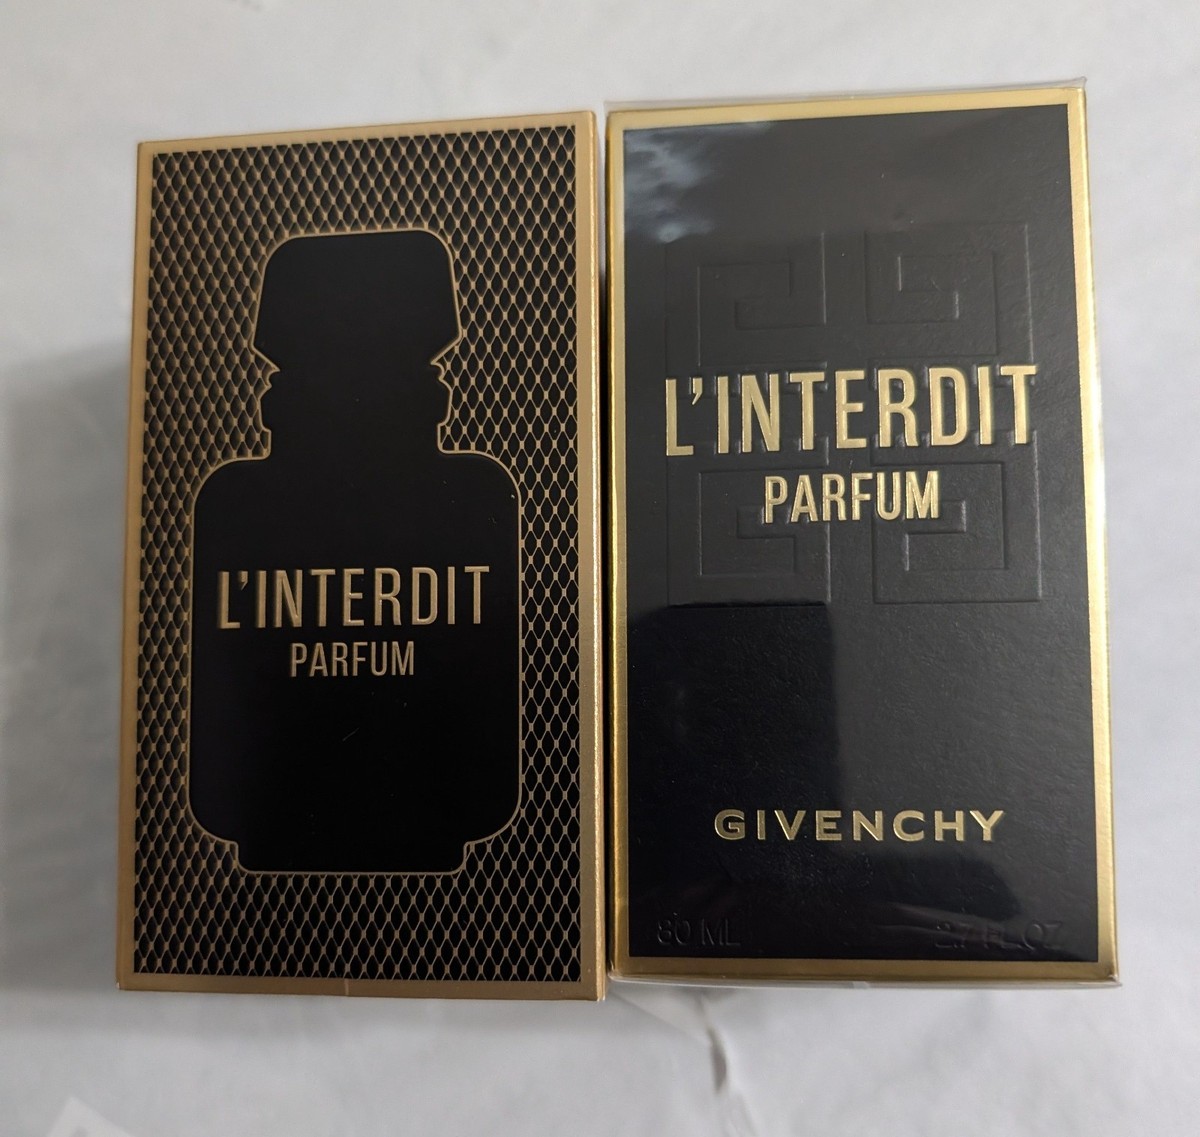 L'INTERDIT
PARFUM
L'INTERDIT
PARFUM
GIVENCHY
80 ML 2.7 FL.OZ